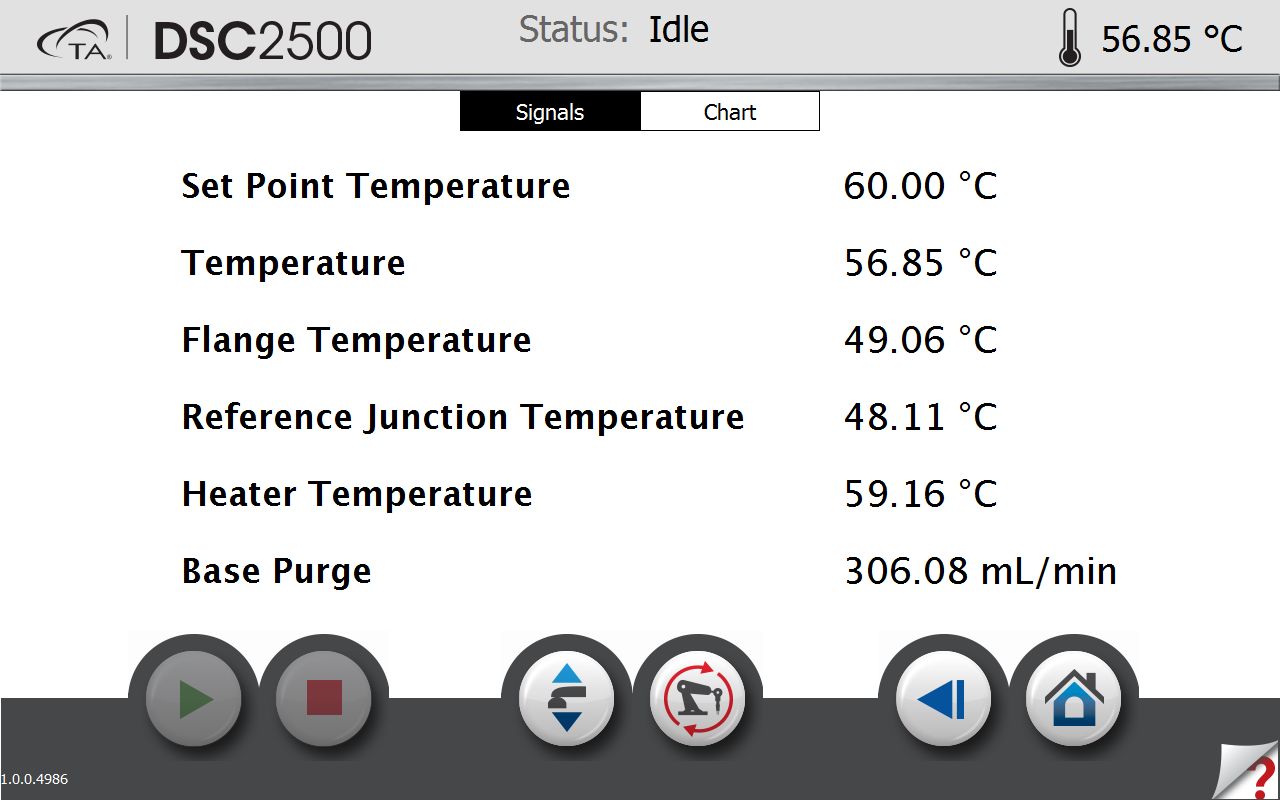 TA DSC2500 Status: Idle 56.85 °C
Signals Chart
Set Point Temperature 60.00 °C
Temperature 56.85 °C
Flange Temperature 49.06 °C
Reference Junction Temperature 48.11 °C
Heater Temperature 59.16 °C
Base Purge 306.08 mL/min
1.0.0.4986
?